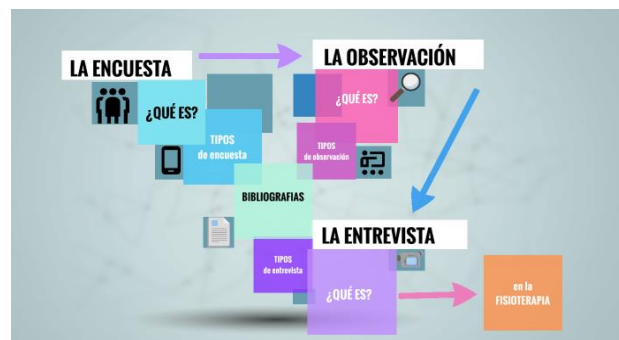 LA ENCUESTA
LA OBSERVACIÓN
¿QUÉ ES?
¿QUÉ ES?
TIPOS
de encuesta
TIPOS
de observación
BIBLIOGRAFIAS
LA ENTREVISTA
TIPOS
de entrevista
¿QUÉ ES?
en la
FISIOTERAPIA